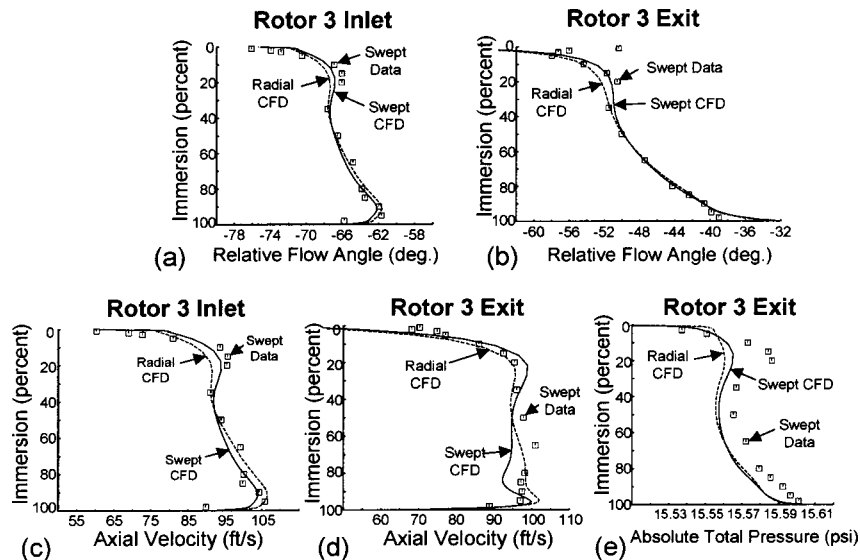 Rotor 3 Inlet
0
20
40
60
80
100
Immersion (percent)
Swept
Data
Radial
CFD
Swept
CFD
-78 -74 -70 -66 -62 -58
(a) Relative Flow Angle (deg.)
Rotor 3 Exit
0
20
40
60
80
100
Immersion (percent)
Radial
CFD
Swept Data
Swept CFD
-60 -56 -52 -48 -44 -40 -36 -32
(b) Relative Flow Angle (deg.)
Rotor 3 Inlet
0
20
40
60
80
100
Immersion (percent)
Radial
CFD
Swept
Data
Swept
CFD
55 65 75 85 95 105 115
(c) Axial Velocity (ft/s)
Rotor 3 Exit
0
20
40
60
80
100
Immersion (percent)
Radial
CFD
Swept
Data
Swept
CFD
60 70 80 90 100 110
(d) Axial Velocity (ft/s)
Rotor 3 Exit
0
20
40
60
80
100
Immersion (percent)
Radial
CFD
Swept CFD
Swept
Data
15.53 15.55 15.57 15.59 15.61
(e) Absolute Total Pressure (psi)